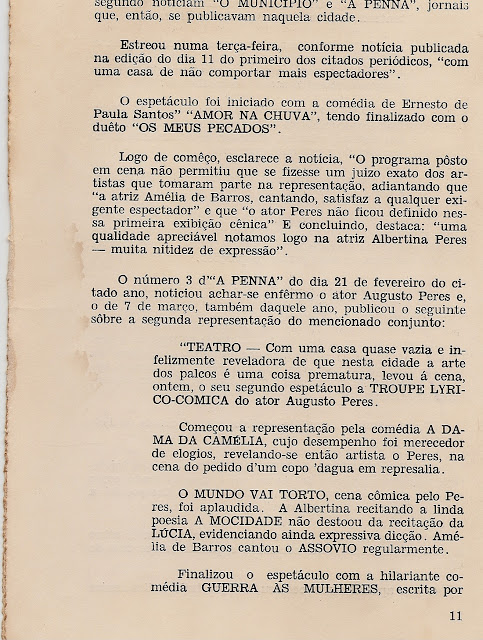 segundo noticiam "O MUNICÍPIO" e "A PENNA", jornais
que, então, se publicavam naquela cidade.
Estreou numa terça-feira, conforme notícia publicada
na edição do dia 11 do primeiro dos citados periódicos, "com
uma casa de não comportar mais espectadores".
O espetáculo foi iniciado com a comédia de Ernesto de
Paula Santos" "AMOR NA CHUVA", tendo finalizado com o
duêto "OS MEUS PECADOS".
Logo de comêço, esclarece a notícia, "O programa pôsto
em cena não permitiu que se fizesse um juizo exato dos ar-
tistas que tomaram parte na representação, adiantando que
"a atriz Amélia de Barros, cantando, satisfaz a qualquer exi-
gente espectador" e que "o ator Peres não ficou definido nes-
sa primeira exibição cênica" E concluindo, destaca: "uma
qualidade apreciável notamos logo na atriz Albertina Peres
— muita nitidez de expressão".
O número 3 d'"A PENNA" do dia 21 de fevereiro do ci-
tado ano, noticiou achar-se enfêrmo o ator Augusto Peres e,
o de 7 de março, também daquele ano, publicou o seguinte
sôbre a segunda representação do mencionado conjunto:
"TEATRO — Com uma casa quase vazia e in-
felizmente reveladora de que nesta cidade a arte
dos palcos é uma coisa prematura, levou á cena,
ontem, o seu segundo espetáculo a TROUPE LYRI-
CO-COMICA do ator Augusto Peres.
Começou a representação pela comédia A DA-
MA DA CAMÉLIA, cujo desempenho foi merecedor
de elogios, revelando-se então artista o Peres, na
cena do pedido d'um copo 'dagua em represalia.
O MUNDO VAI TORTO, cena cômica pelo Pe-
res, foi aplaudida. A Albertina recitando a linda
poesia A MOCIDADE não destoou da recitação da
LÚCIA, evidenciando ainda expressiva dicção. Amé-
lia de Barros cantou o ASSOVIO regularmente.
Finalizou o espetáculo com a hilariante co-
média GUERRA ÀS MULHERES, escrita por
11